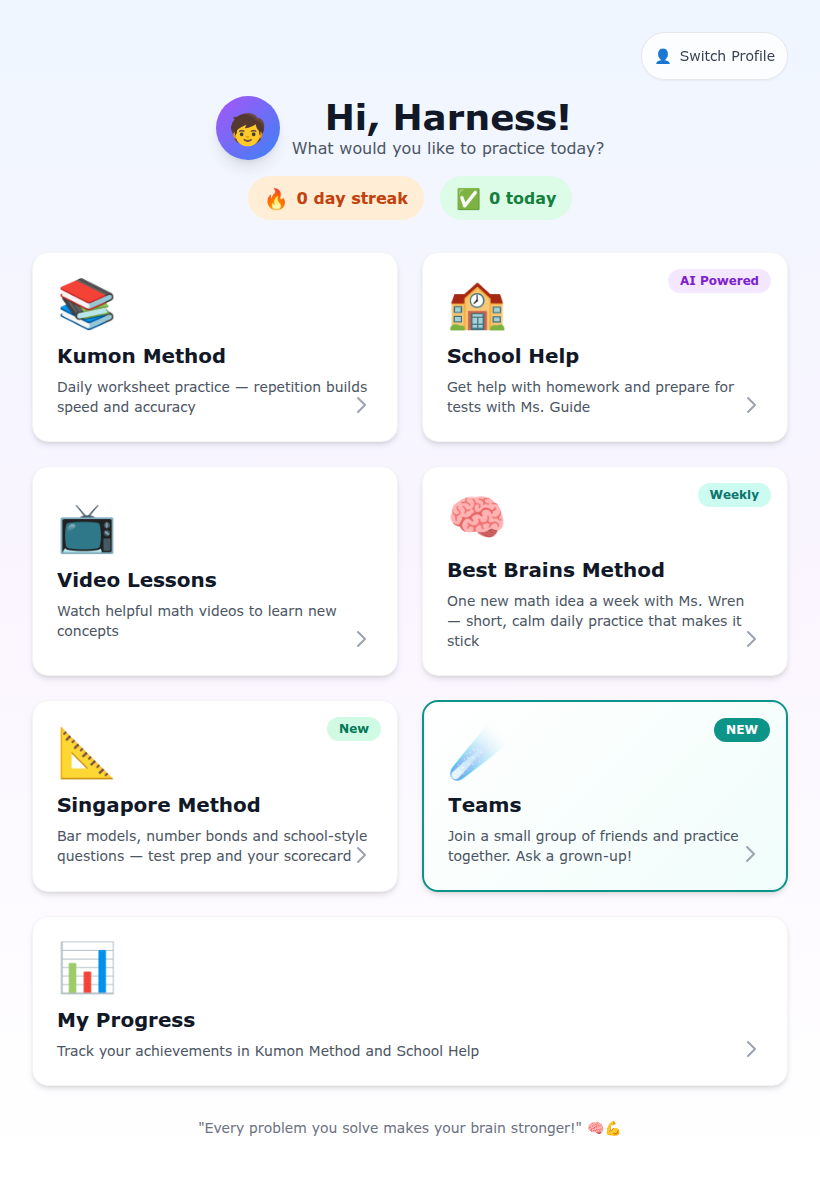 👤 Switch Profile
Hi, Harness!
What would you like to practice today?
🔥 0 day streak
✅ 0 today
Kumon Method
Daily worksheet practice — repetition builds
speed and accuracy
AI Powered
School Help
Get help with homework and prepare for
tests with Ms. Guide
Video Lessons
Watch helpful math videos to learn new
concepts
Weekly
Best Brains Method
One new math idea a week with Ms. Wren
— short, calm daily practice that makes it
stick
New
Singapore Method
Bar models, number bonds and school-style
questions — test prep and your scorecard
NEW
Teams
Join a small group of friends and practice
together. Ask a grown-up!
My Progress
Track your achievements in Kumon Method and School Help
"Every problem you solve makes your brain stronger!" 🧠💪